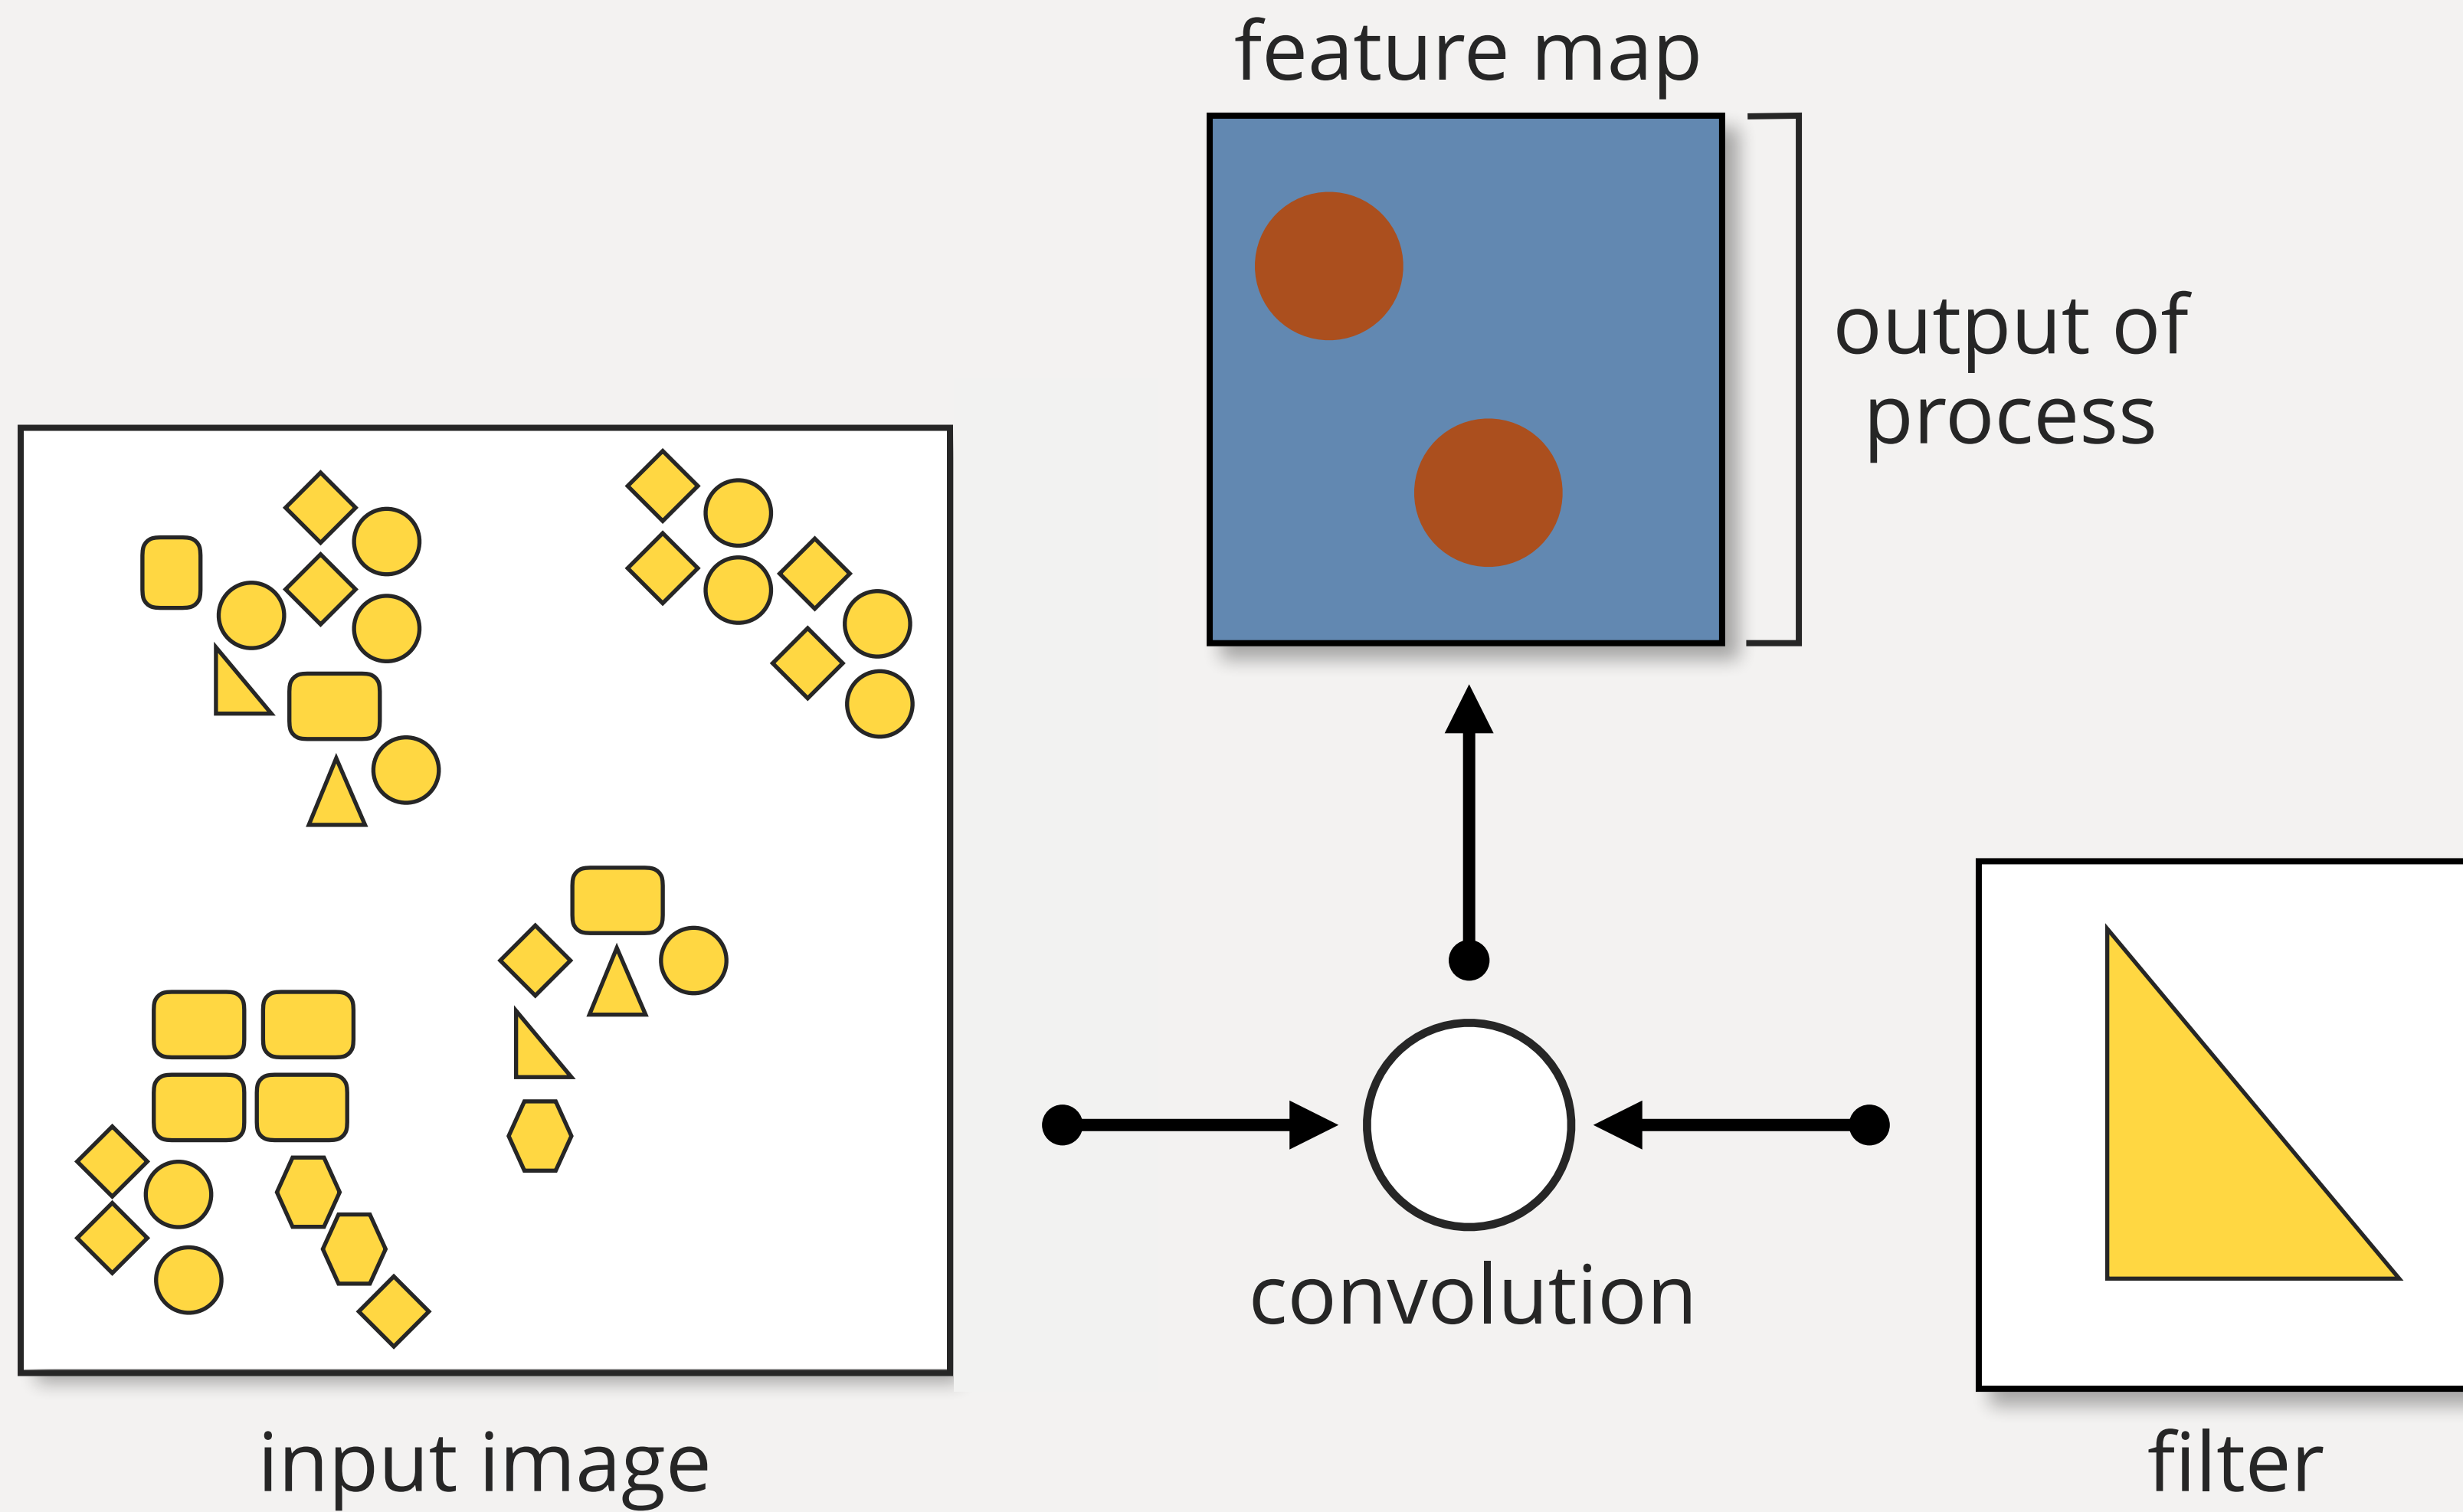 feature map
output of
process
convolution
input image
filter